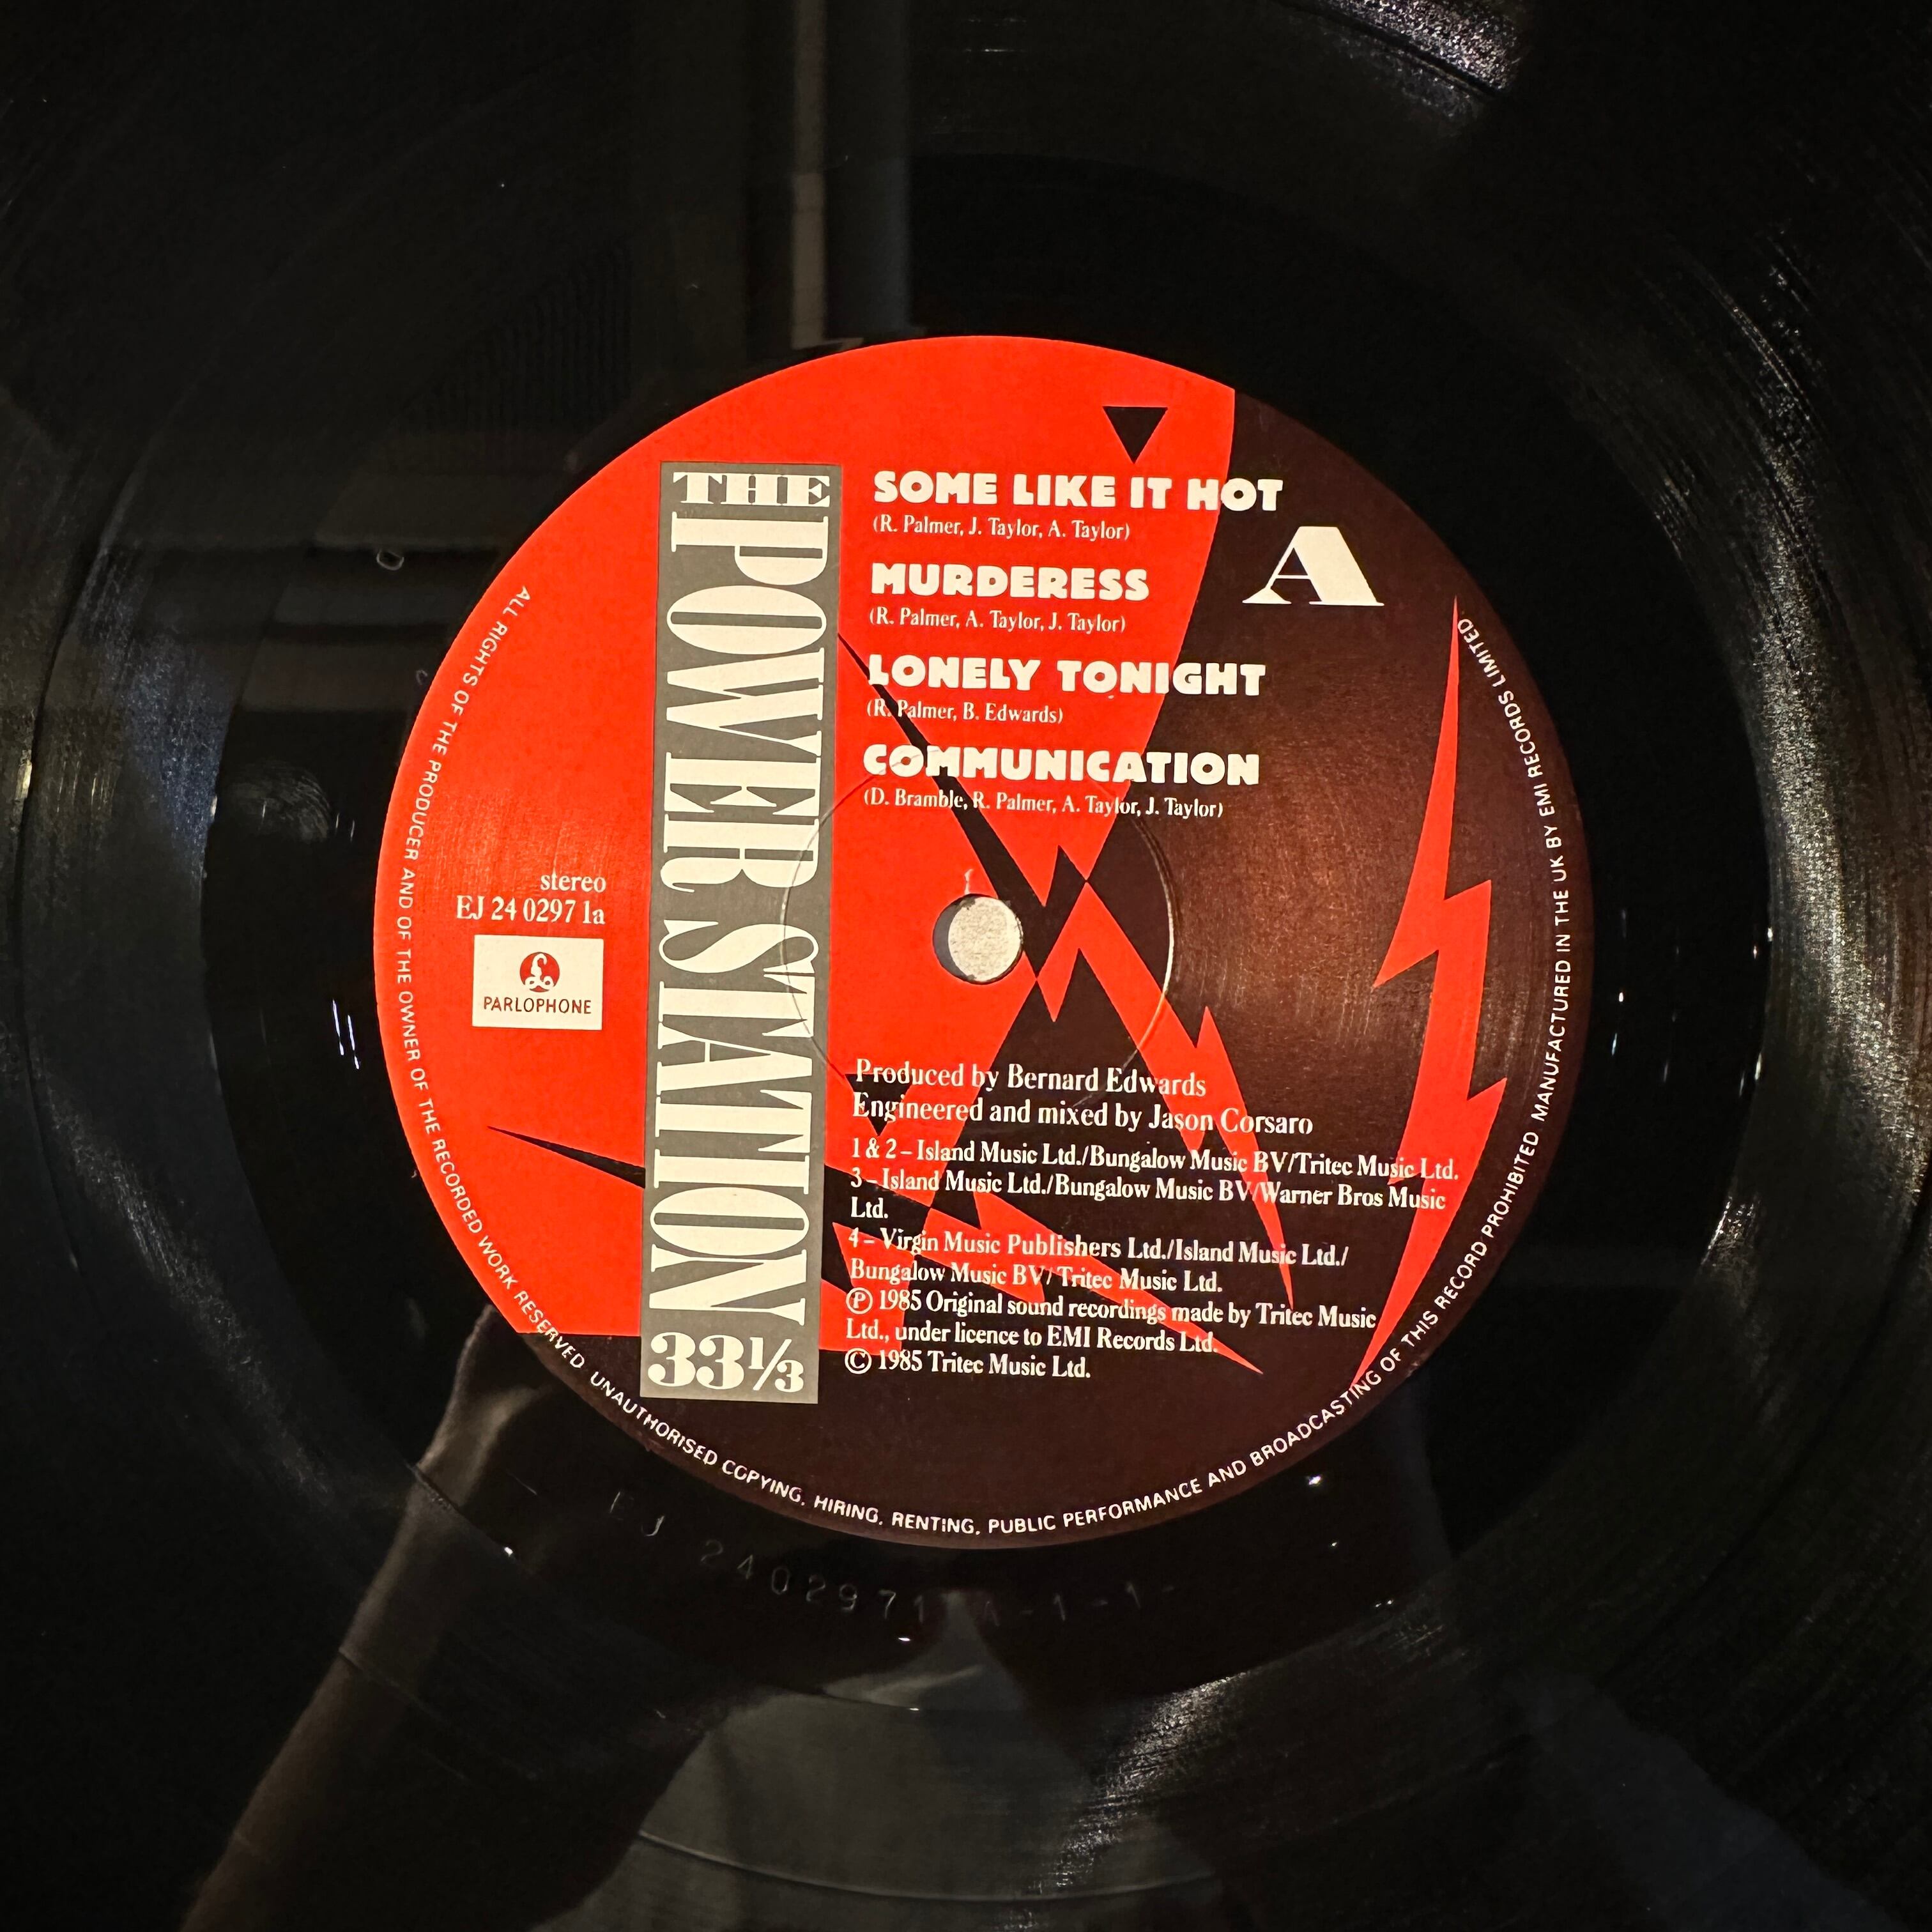 THE POWER STATION
33⅓
SOME LIKE IT HOT
(R. Palmer, J. Taylor, A. Taylor)
MURDERESS
(R. Palmer, A. Taylor, J. Taylor)
LONELY TONIGHT
(R. Palmer, B. Edwards)
COMMUNICATION
(D. Bramble, R. Palmer, A. Taylor, J. Taylor)
A
stereo
EJ 24 0297 1a
PARLOPHONE
Produced by Bernard Edwards
Engineered and mixed by Jason Corsaro
1 & 2 – Island Music Ltd./Bungalow Music BV/Tritec Music Ltd.
3 – Island Music Ltd./Bungalow Music BV/Warner Bros Music
Ltd.
4 – Virgin Music Publishers Ltd./Island Music Ltd./
Bungalow Music BV/Tritec Music Ltd.
Ⓟ 1985 Original sound recordings made by Tritec Music
Ltd., under licence to EMI Records Ltd.
© 1985 Tritec Music Ltd.
ALL RIGHTS OF THE PRODUCER AND OF THE OWNER OF THE RECORDED WORK RESERVED. UNAUTHORISED COPYING, HIRING, RENTING, PUBLIC PERFORMANCE AND BROADCASTING OF THIS RECORD PROHIBITED MANUFACTURED IN THE UK BY EMI RECORDS LIMITED.
EJ 2402971 A-1-1-